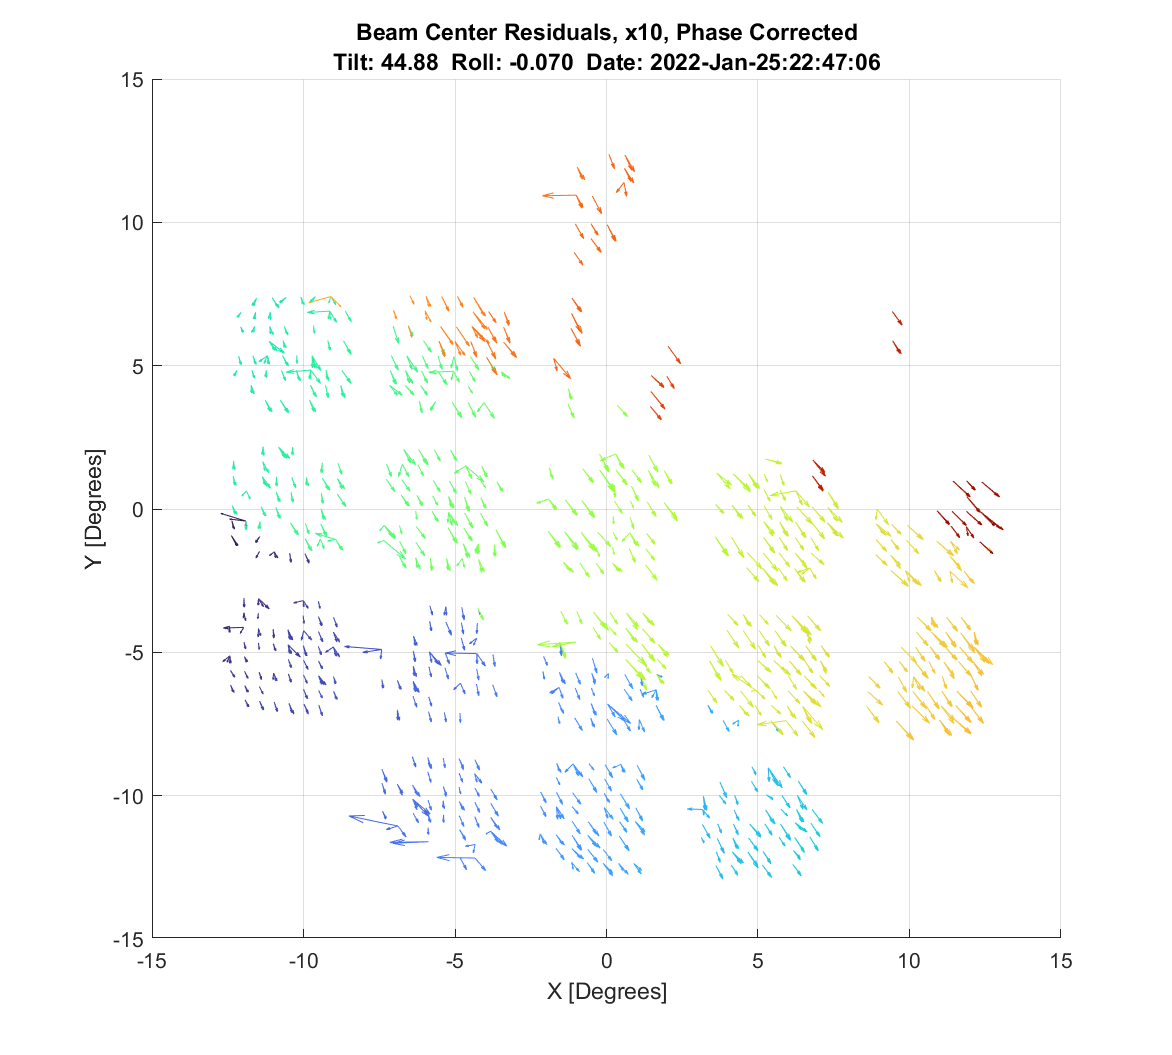 Beam Center Residuals, x10, Phase Corrected
Tilt: 44.88 Roll: -0.070 Date: 2022-Jan-25:22:47:06
15
10
5
0
-5
-10
-15
Y [Degrees]
-15 -10 -5 0 5 10 15
X [Degrees]